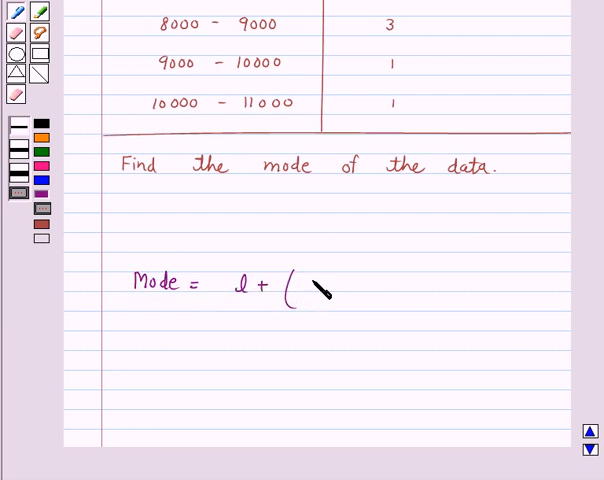 8000 - 9000 3
9000 - 10000 1
10000 - 11000 1
Find the mode of the data.
Mode = l + (